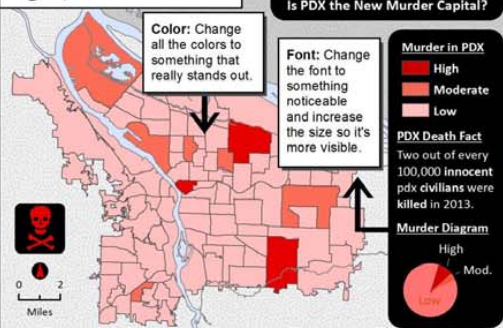 Is PDX the New Murder Capital?
Color: Change
all the colors to
something that
really stands out.
Font: Change
the font to
something
noticeable
and increase
the size so it's
more visible.
Murder in PDX
High
Moderate
Low
PDX Death Fact
Two out of every
100,000 innocent
pdx civilians were
killed in 2013.
Murder Diagram
High
Mod.
Low
0 2
Miles